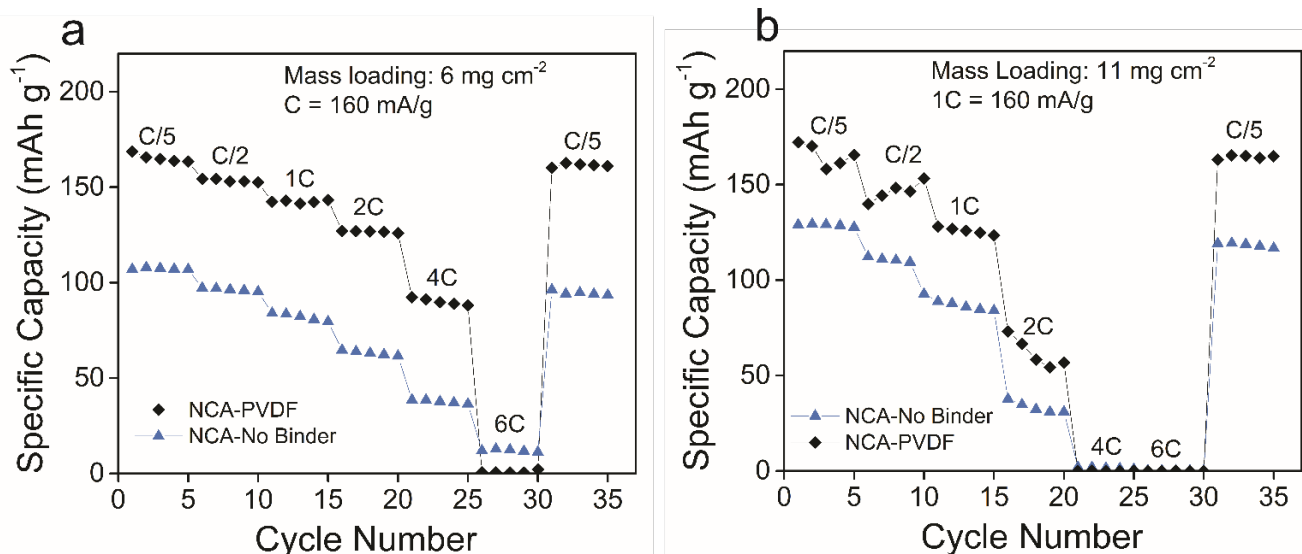 a
Mass loading: 6 mg cm⁻²
C = 160 mA/g
C/5
C/2
1C
2C
4C
6C
C/5
NCA-PVDF
NCA-No Binder
Specific Capacity (mAh g⁻¹)
200
150
100
50
0
0 5 10 15 20 25 30 35
Cycle Number
b
Mass Loading: 11 mg cm⁻²
1C = 160 mA/g
C/5
C/2
1C
2C
4C
6C
C/5
NCA-No Binder
NCA-PVDF
Specific Capacity (mAh g⁻¹)
200
150
100
50
0
0 5 10 15 20 25 30 35
Cycle Number